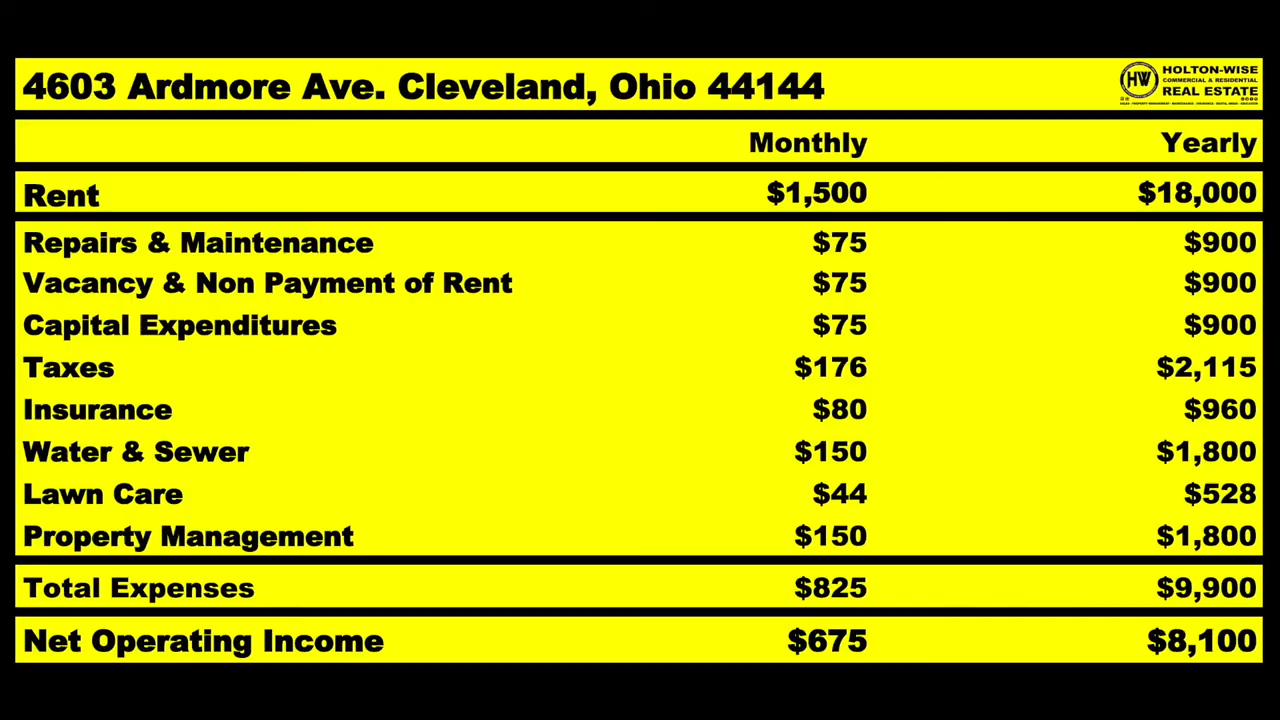 4603 Ardmore Ave. Cleveland, Ohio 44144
HW
HOLTON-WISE
COMMERCIAL & RESIDENTIAL
REAL ESTATE
Monthly Yearly
Rent $1,500 $18,000
Repairs & Maintenance $75 $900
Vacancy & Non Payment of Rent $75 $900
Capital Expenditures $75 $900
Taxes $176 $2,115
Insurance $80 $960
Water & Sewer $150 $1,800
Lawn Care $44 $528
Property Management $150 $1,800
Total Expenses $825 $9,900
Net Operating Income $675 $8,100